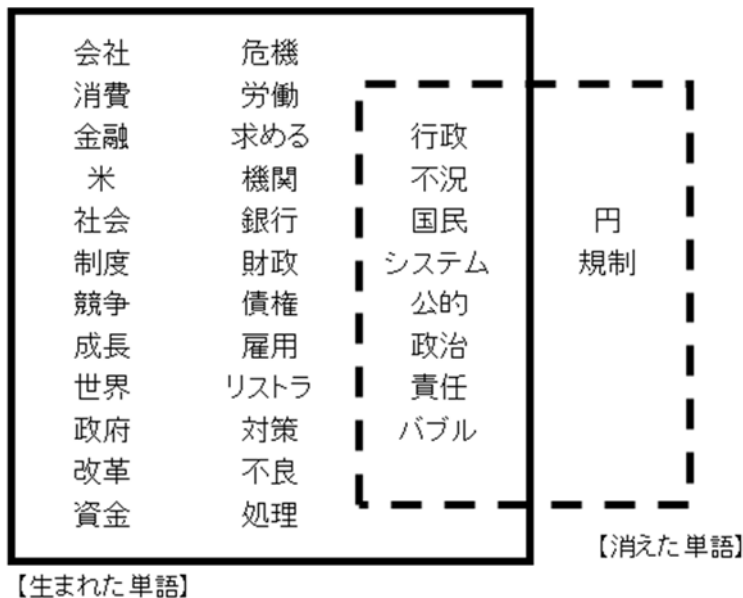 会社 危機
消費 労働
金融 求める 行政
米 機関 不況
社会 銀行 国民 円
制度 財政 システム 規制
競争 債権 公的
成長 雇用 政治
世界 リストラ 責任
政府 対策 バブル
改革 不良
資金 処理
【消えた単語】
【生まれた単語】